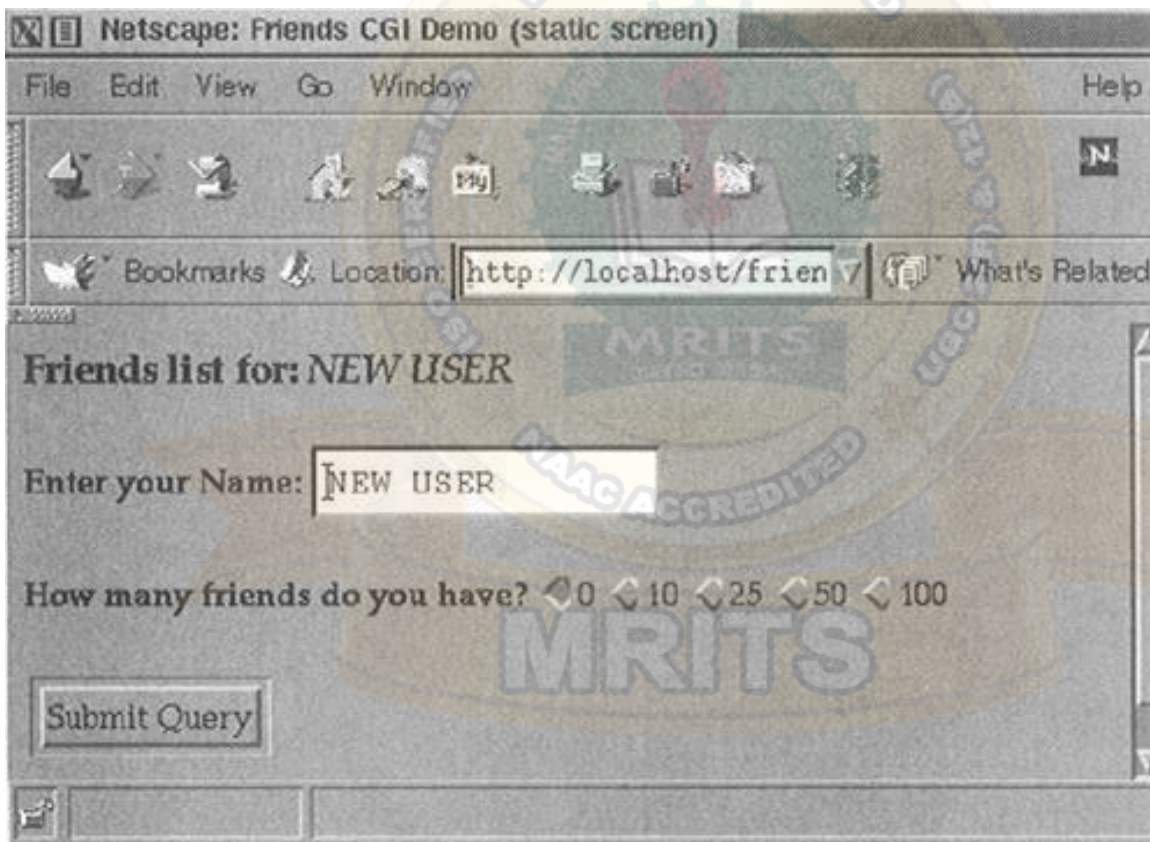 Netscape: Friends CGI Demo (static screen)
File Edit View Go Window Help
My N
Bookmarks Location: http://localhost/frien What's Related
Friends list for: NEW USER
MRITS
Enter your Name: NEW USER
NAAC ACCREDITED
How many friends do you have? 0 10 25 50 100
MRITS
Submit Query